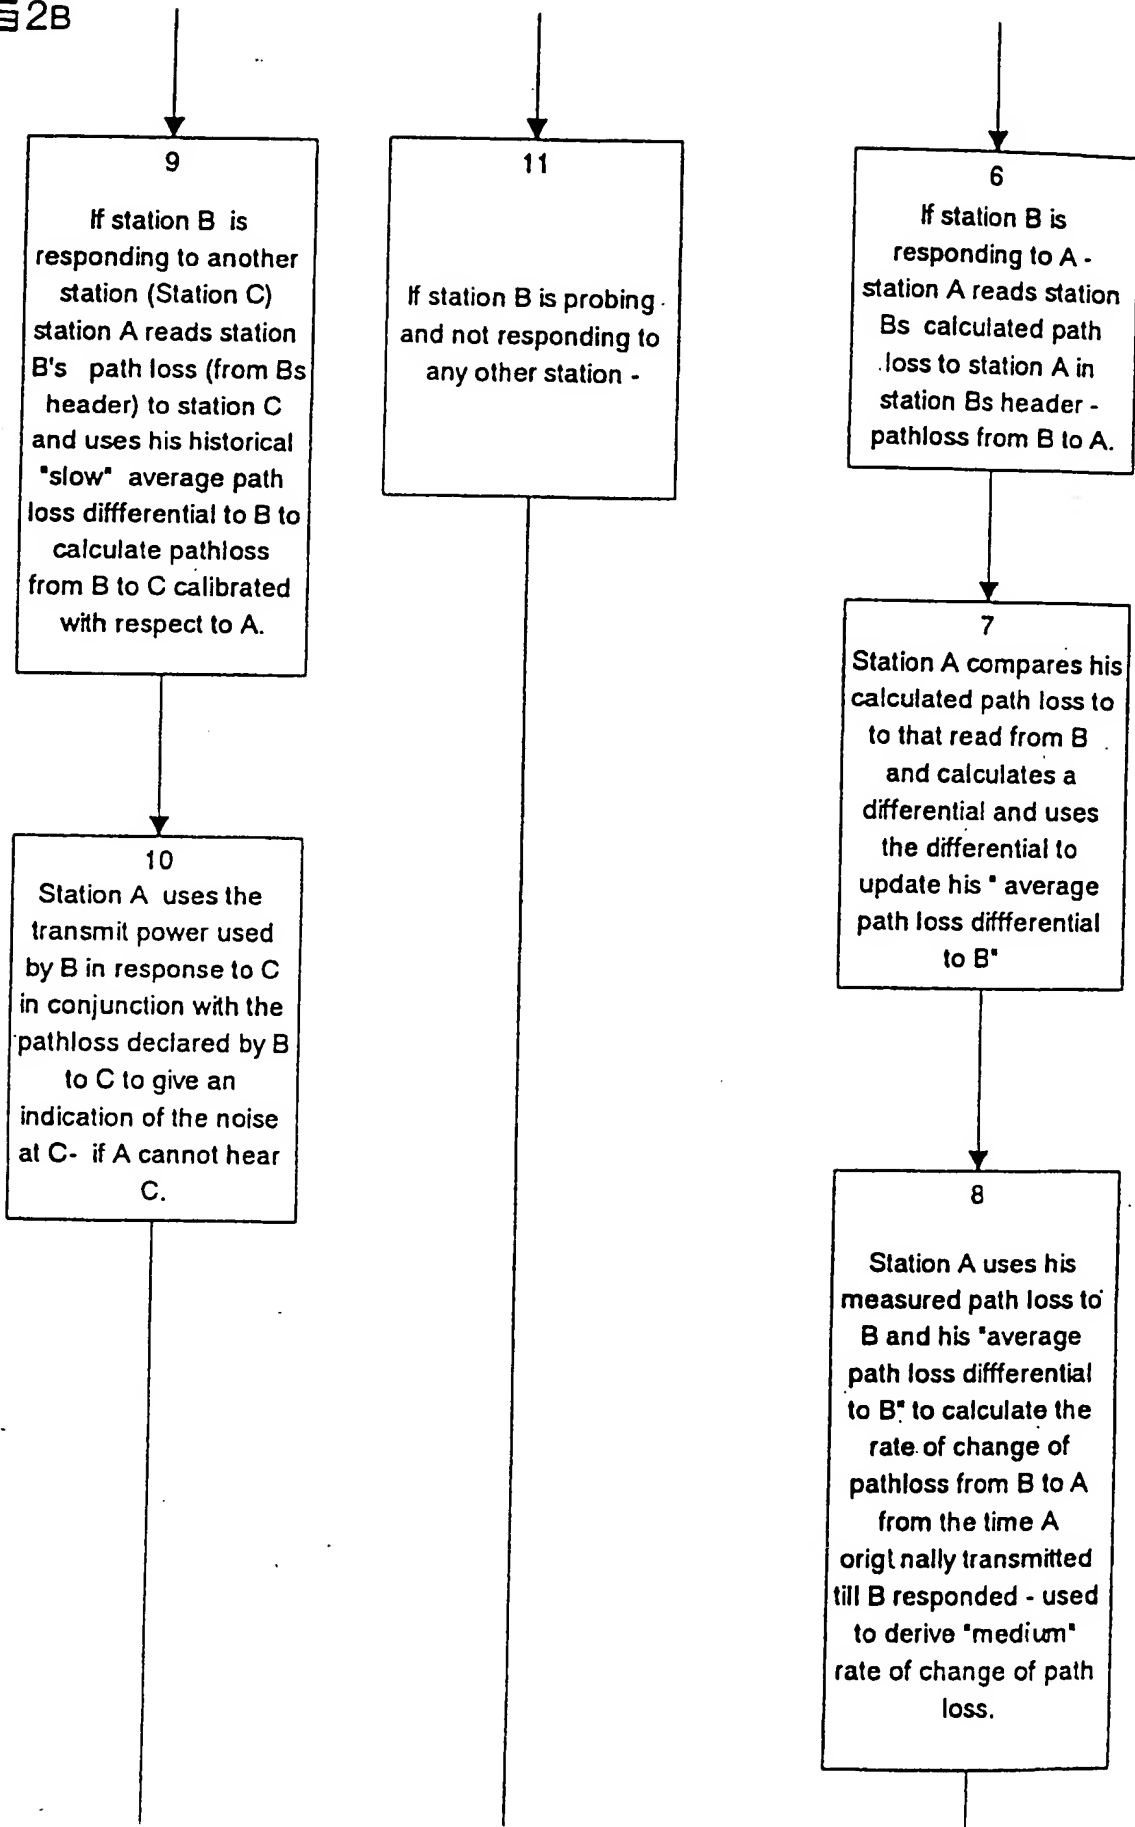 2B
9
If station B is
responding to another
station (Station C)
station A reads station
B's path loss (from Bs
header) to station C
and uses his historical
"slow" average path
loss diffferential to B to
calculate pathloss
from B to C calibrated
with respect to A.
10
Station A uses the
transmit power used
by B in response to C
in conjunction with the
pathloss declared by B
to C to give an
indication of the noise
at C- if A cannot hear
C.
11
If station B is probing
and not responding to
any other station -
6
If station B is
responding to A -
station A reads station
Bs calculated path
loss to station A in
station Bs header -
pathloss from B to A.
7
Station A compares his
calculated path loss to
to that read from B
and calculates a
differential and uses
the differential to
update his " average
path loss diffferential
to B"
8
Station A uses his
measured path loss to
B and his "average
path loss diffferential
to B" to calculate the
rate of change of
pathloss from B to A
from the time A
origt nally transmitted
till B responded - used
to derive "medium"
rate of change of path
loss.